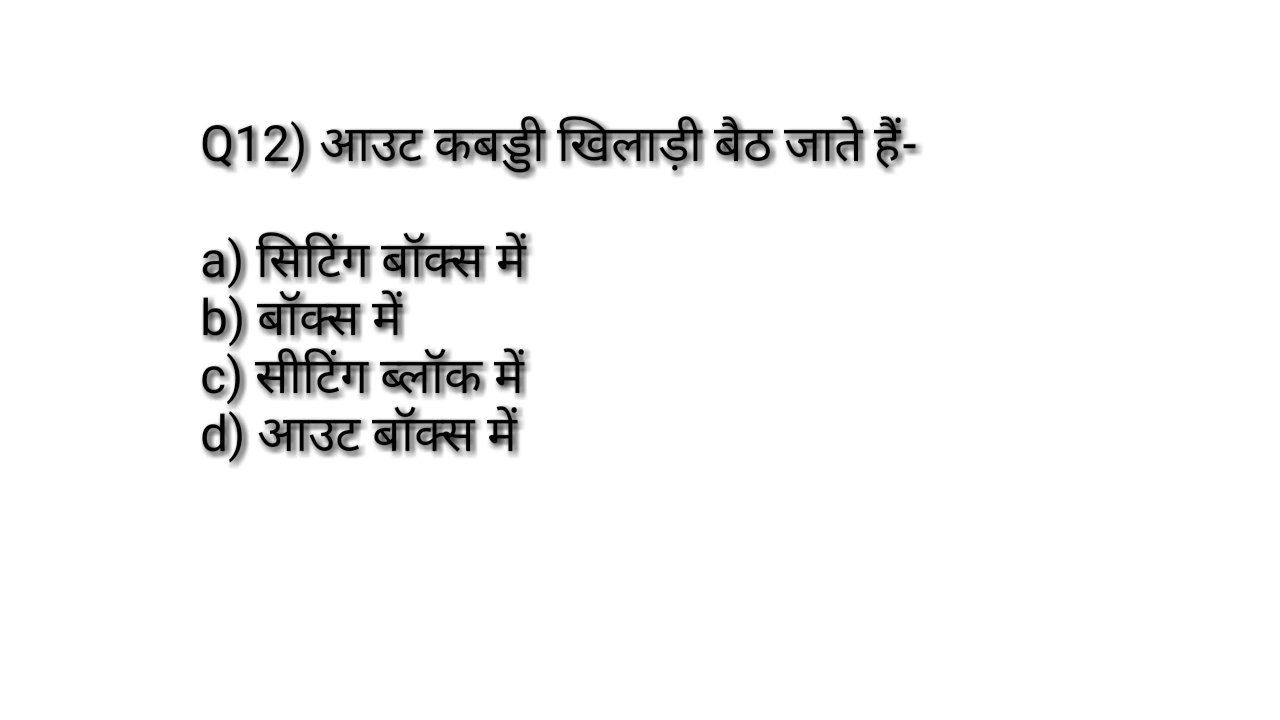 Q12) आउट कबड्डी खिलाड़ी बैठ जाते हैं-
a) सिटिंग बॉक्स में
b) बॉक्स में
c) सीटिंग ब्लॉक में
d) आउट बॉक्स में